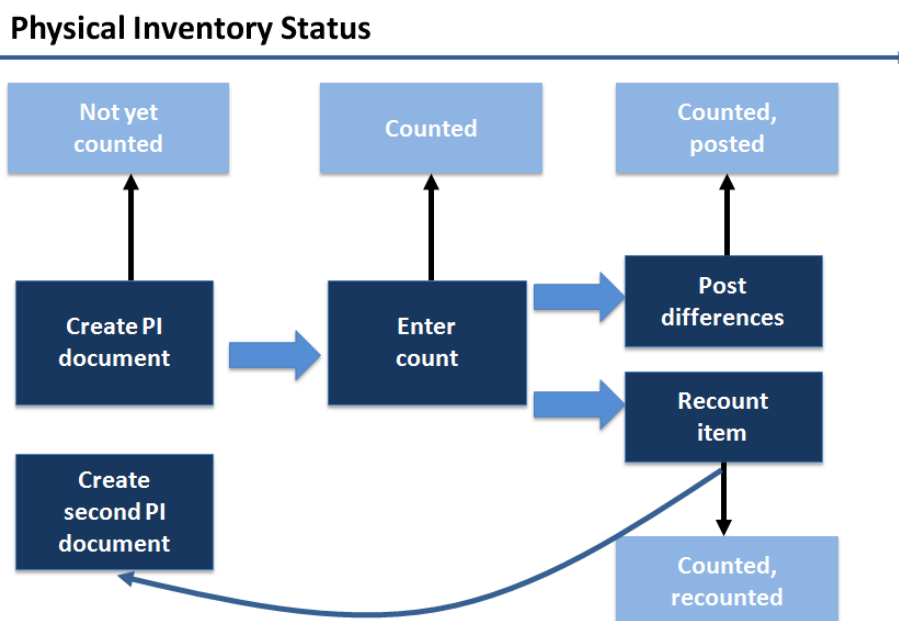 Physical Inventory Status
Not yet
counted
Counted
Counted,
posted
Create PI
document
Enter
count
Post
differences
Recount
item
Create
second PI
document
Counted,
recounted